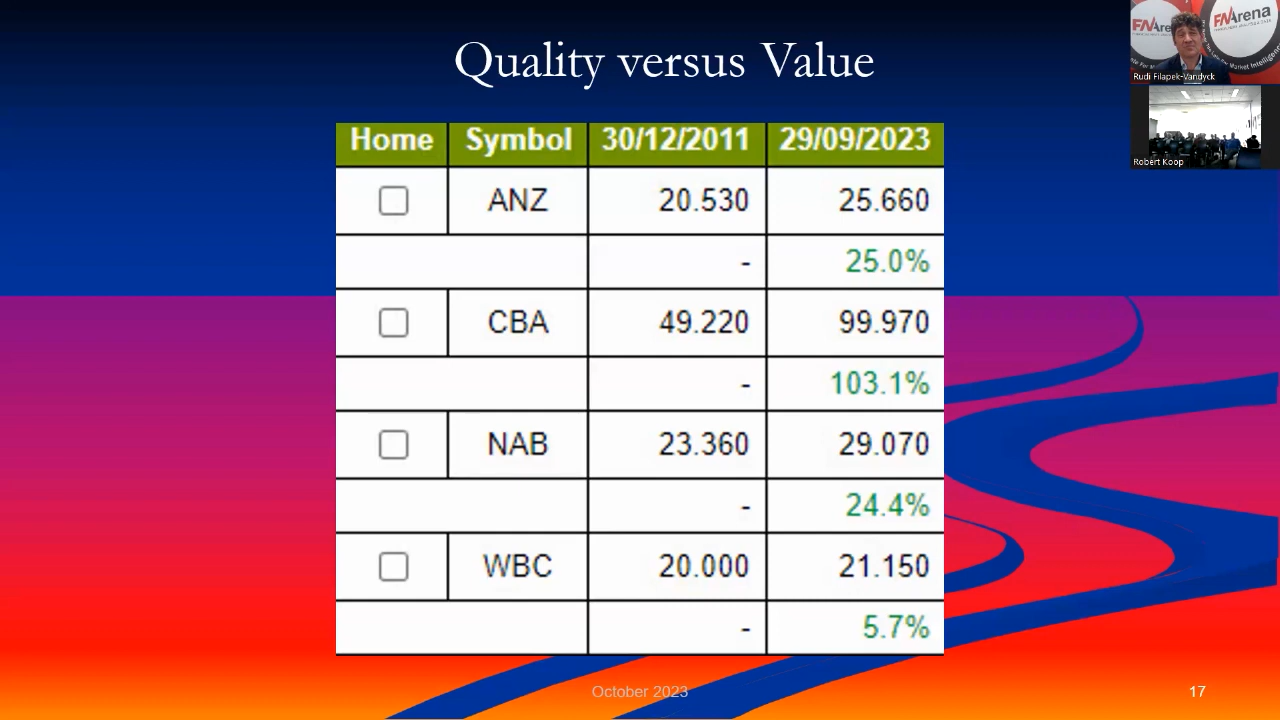 Quality versus Value
Home Symbol 30/12/2011 29/09/2023
ANZ 20.530 25.660
- 25.0%
CBA 49.220 99.970
- 103.1%
NAB 23.360 29.070
- 24.4%
WBC 20.000 21.150
- 5.7%
October 2023
17
FNArena
Rudi Filapek-Vandyck
Robert Koop